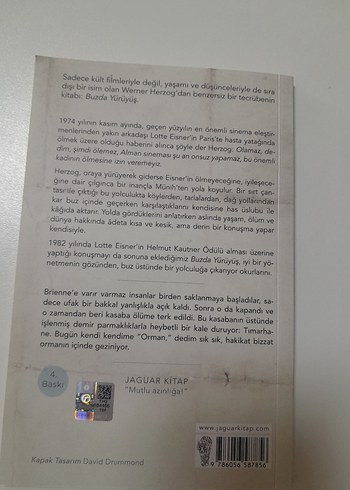 Sadece kült filmleriyle değil, yaşamı ve düşünceleriyle de sıra
dışı bir isim olan Werner Herzog'dan benzersiz bir tecrübenin
kitabı: Buzda Yürüyüş.
1974 yılının kasım ayında, geçen yüzyılın en önemli sinema eleştir-
menlerinden yakın arkadaşı Lotte Eisner'in Paris'te hasta yatağında
ölmek üzere olduğu haberini alınca şöyle der Herzog: Olamaz, de-
dim, şimdi ölemez, Alman sineması şu an onsuz yapamaz, bu önemli
kadının ölmesine izin veremeyiz.
Herzog, oraya yürüyerek giderse Eisner'in ölmeyeceğine, iyileşece-
ğine dair çılgınca bir inançla Münih'ten yola koyulur. Bir sırt çan-
tasıyla çıktığı bu yolculukta köylerden, tarlalardan, dağ yollarından
kar buz içinde geçerken karşılaştıklarını kendisine has üslubu ile
kâğıda aktarır. Yolda gördüklerini anlatırken aslında yaşam, ölüm ve
dünya hakkında âdeta kısa ve kesik, ama derin bir konuşma yapar
kendisiyle.
1982 yılında Lotte Eisner'in Helmut Kautner Ödülü alması üzerine
yaptığı konuşmayı da sonuna eklediğimiz Buzda Yürüyüş, iyi bir yö-
netmenin gözünden, buz üstünde bir yolculuğa çıkarıyor okurlarını.
Brienne'e varır varmaz insanlar birden saklanmaya başladılar, sa-
dece ufak bir bakkal yanlışlıkla açık kaldı. Sonra o da kapandı ve
o zamandan beri kasaba ölüme terk edildi. Bu kasabanın üstünde
işlenmiş demir parmaklıklarla heybetli bir kale duruyor: Tımarha-
ne. Bugün kendi kendime "Orman," dedim sık sık, hakikat bizzat
ormanın içinde geziniyor.
4.
Baskı
JAGUAR KİTAP
"Mutlu azınlığa!"
www.jaguarkitap.com
9 786056 587856
Kapak Tasarım David Drummond